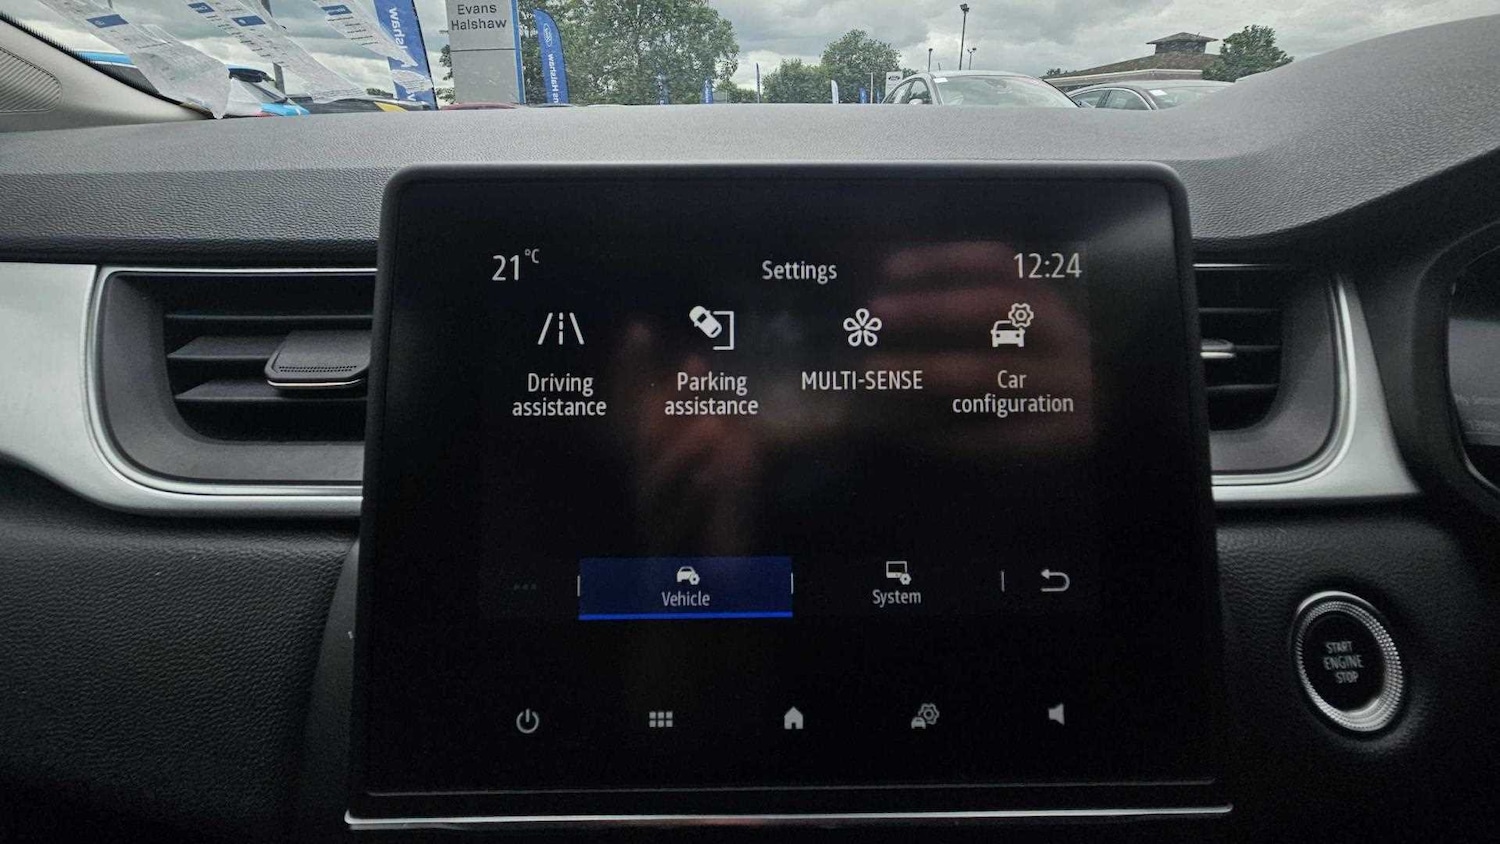 Evans
Halshaw
21°C
Settings
12:24
Driving
assistance
Parking
assistance
MULTI-SENSE
Car
configuration
Vehicle
System
START
ENGINE
STOP